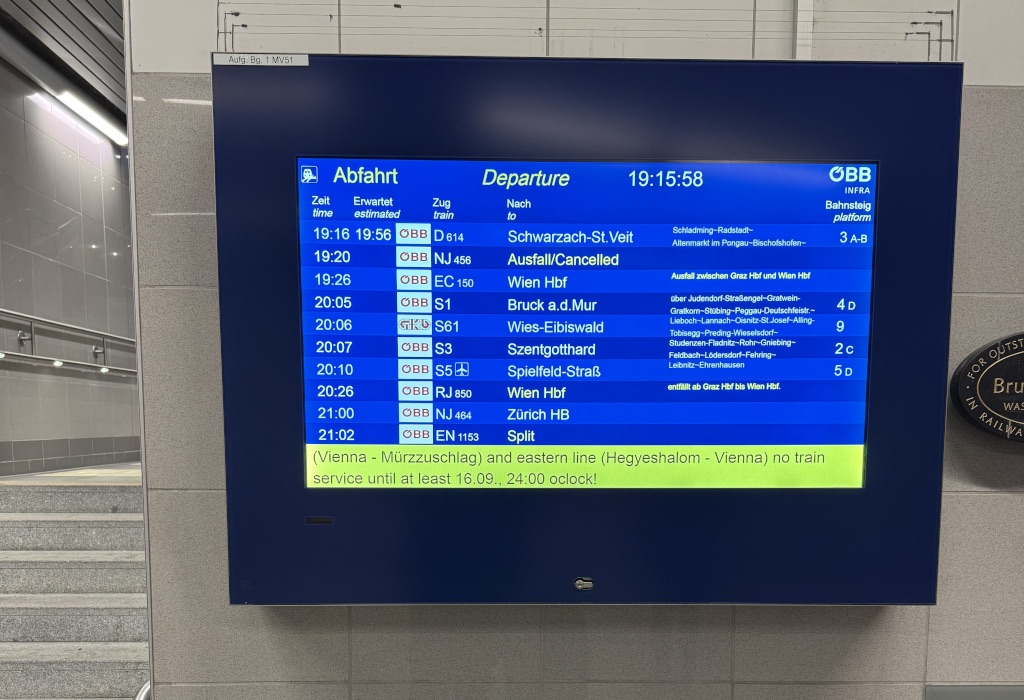 Aufg. Bg. 1 MV51
Abfahrt Departure 19:15:58 ÖBB
INFRA
Zeit Erwartet Zug Nach Bahnsteig
time estimated train to platform
19:16 19:56 ÖBB D 614 Schwarzach-St.Veit Schladming~Radstadt~ 3 A-B
Altenmarkt im Pongau~Bischofshofen~
19:20 ÖBB NJ 456 Ausfall/Cancelled
19:26 ÖBB EC 150 Wien Hbf Ausfall zwischen Graz Hbf und Wien Hbf
20:05 ÖBB S1 Bruck a.d.Mur über Judendorf-Straßengel~Gratwein- 4 D
Gratkorn~Stübing~Peggau-Deutschfeistr.~
20:06 GKB S61 Wies-Eibiswald Lieboch~Lannach~Oisnitz-St.Josef~Alling- 9
Tobisegg~Preding-Wieselsdorf~
20:07 ÖBB S3 Szentgotthard Studenzen-Fladnitz~Rohr~Gniebing~ 2 C
Feldbach~Lödersdorf~Fehring~
20:10 ÖBB S5 Spielfeld-Straß Leibnitz~Ehrenhausen 5 D
20:26 ÖBB RJ 850 Wien Hbf entfällt ab Graz Hbf bis Wien Hbf.
21:00 ÖBB NJ 464 Zürich HB
21:02 ÖBB EN 1153 Split
(Vienna - Mürzzuschlag) and eastern line (Hegyeshalom - Vienna) no train
service until at least 16.09., 24:00 oclock!
FOR OUTST
Bru
WAS
IN RAILWA